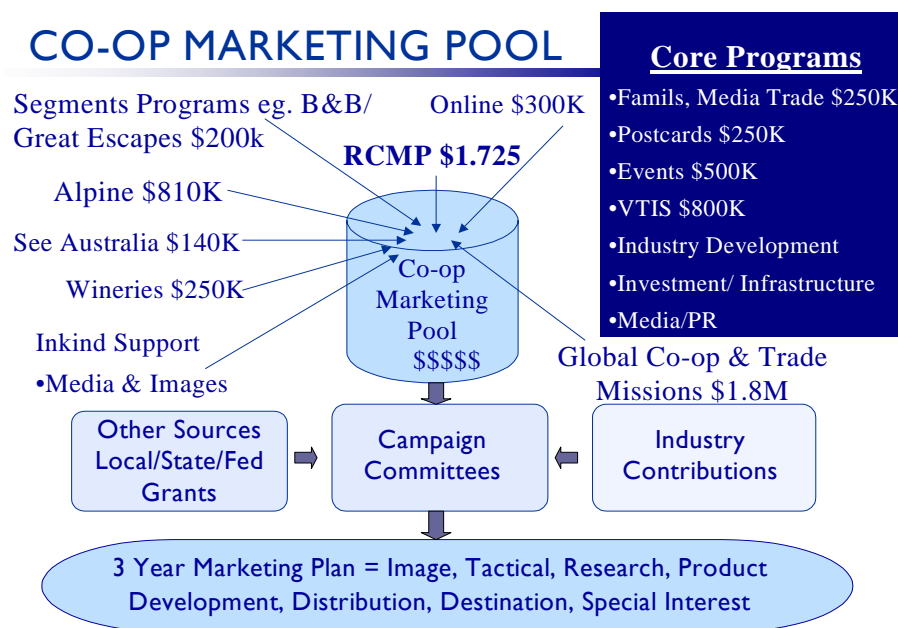 CO-OP MARKETING POOL
Segments Programs eg. B&B/
Great Escapes $200k
Online $300K
RCMP $1.725
Alpine $810K
See Australia $140K
Wineries $250K
Inkind Support
•Media & Images
Co-op
Marketing
Pool
$$$$$
Global Co-op & Trade
Missions $1.8M
Core Programs
•Famils, Media Trade $250K
•Postcards $250K
•Events $500K
•VTIS $800K
•Industry Development
•Investment/ Infrastructure
•Media/PR
Other Sources
Local/State/Fed
Grants
Campaign
Committees
Industry
Contributions
3 Year Marketing Plan = Image, Tactical, Research, Product
Development, Distribution, Destination, Special Interest